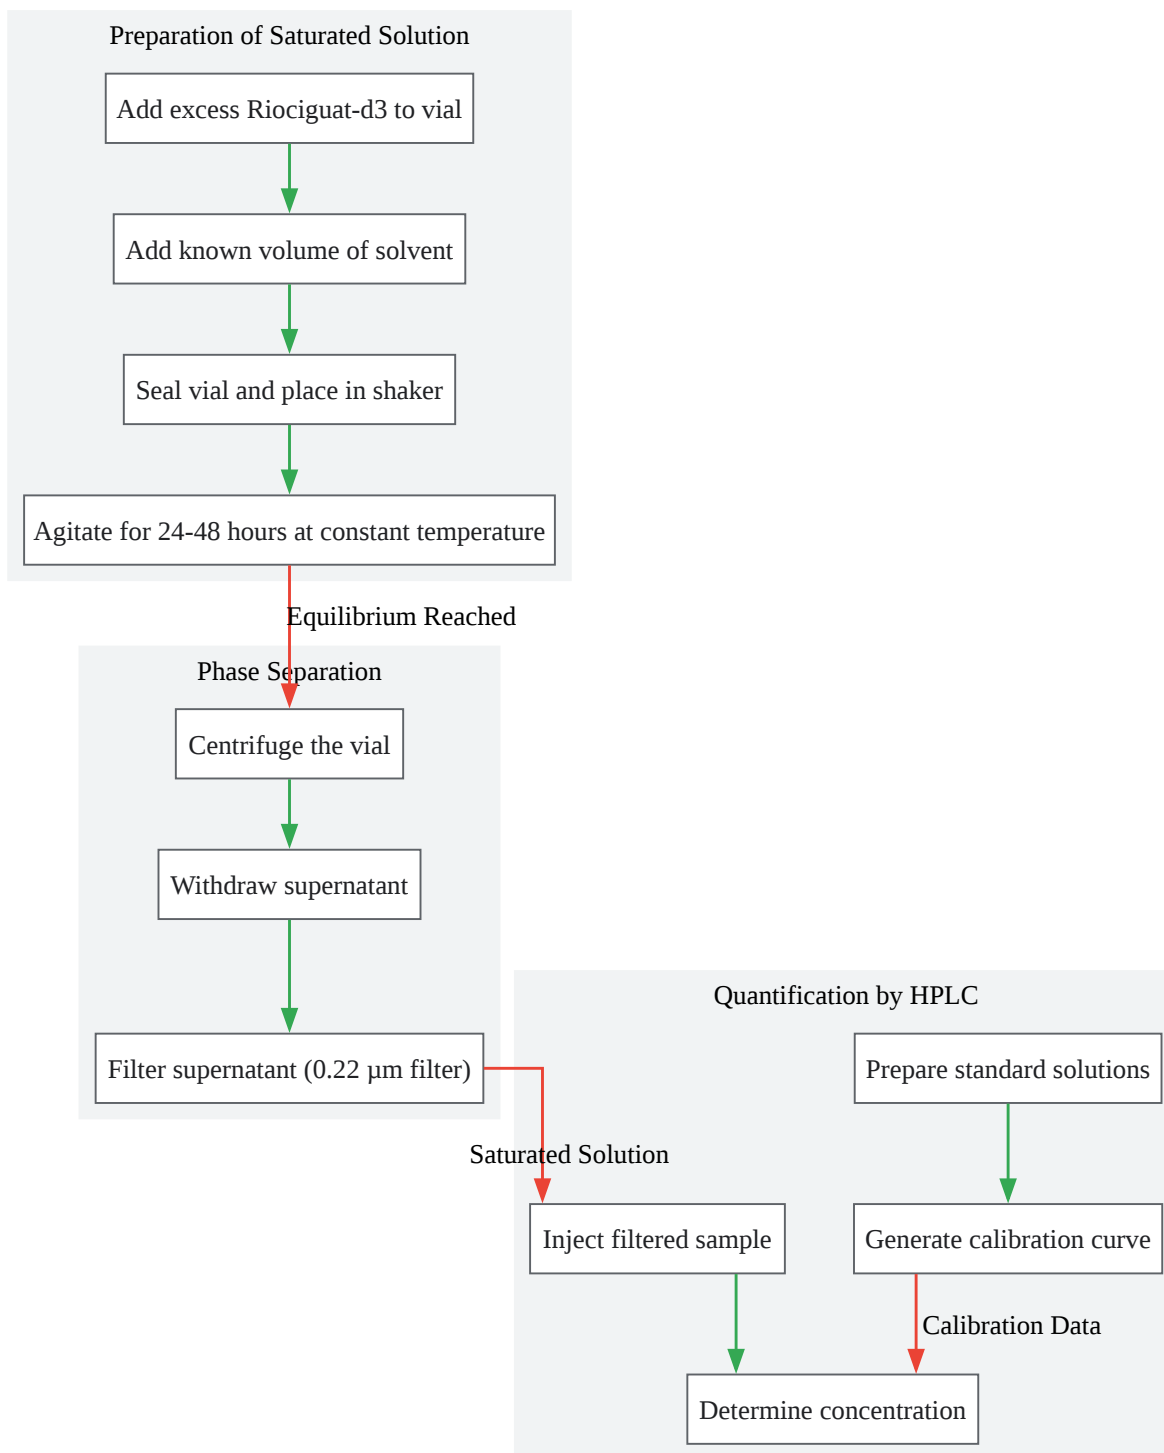 Preparation of Saturated Solution
Add excess Riociguat-d3 to vial
Add known volume of solvent
Seal vial and place in shaker
Agitate for 24-48 hours at constant temperature
Equilibrium Reached
Phase Separation
Centrifuge the vial
Withdraw supernatant
Filter supernatant (0.22 µm filter)
Quantification by HPLC
Prepare standard solutions
Saturated Solution
Inject filtered sample
Generate calibration curve
Calibration Data
Determine concentration